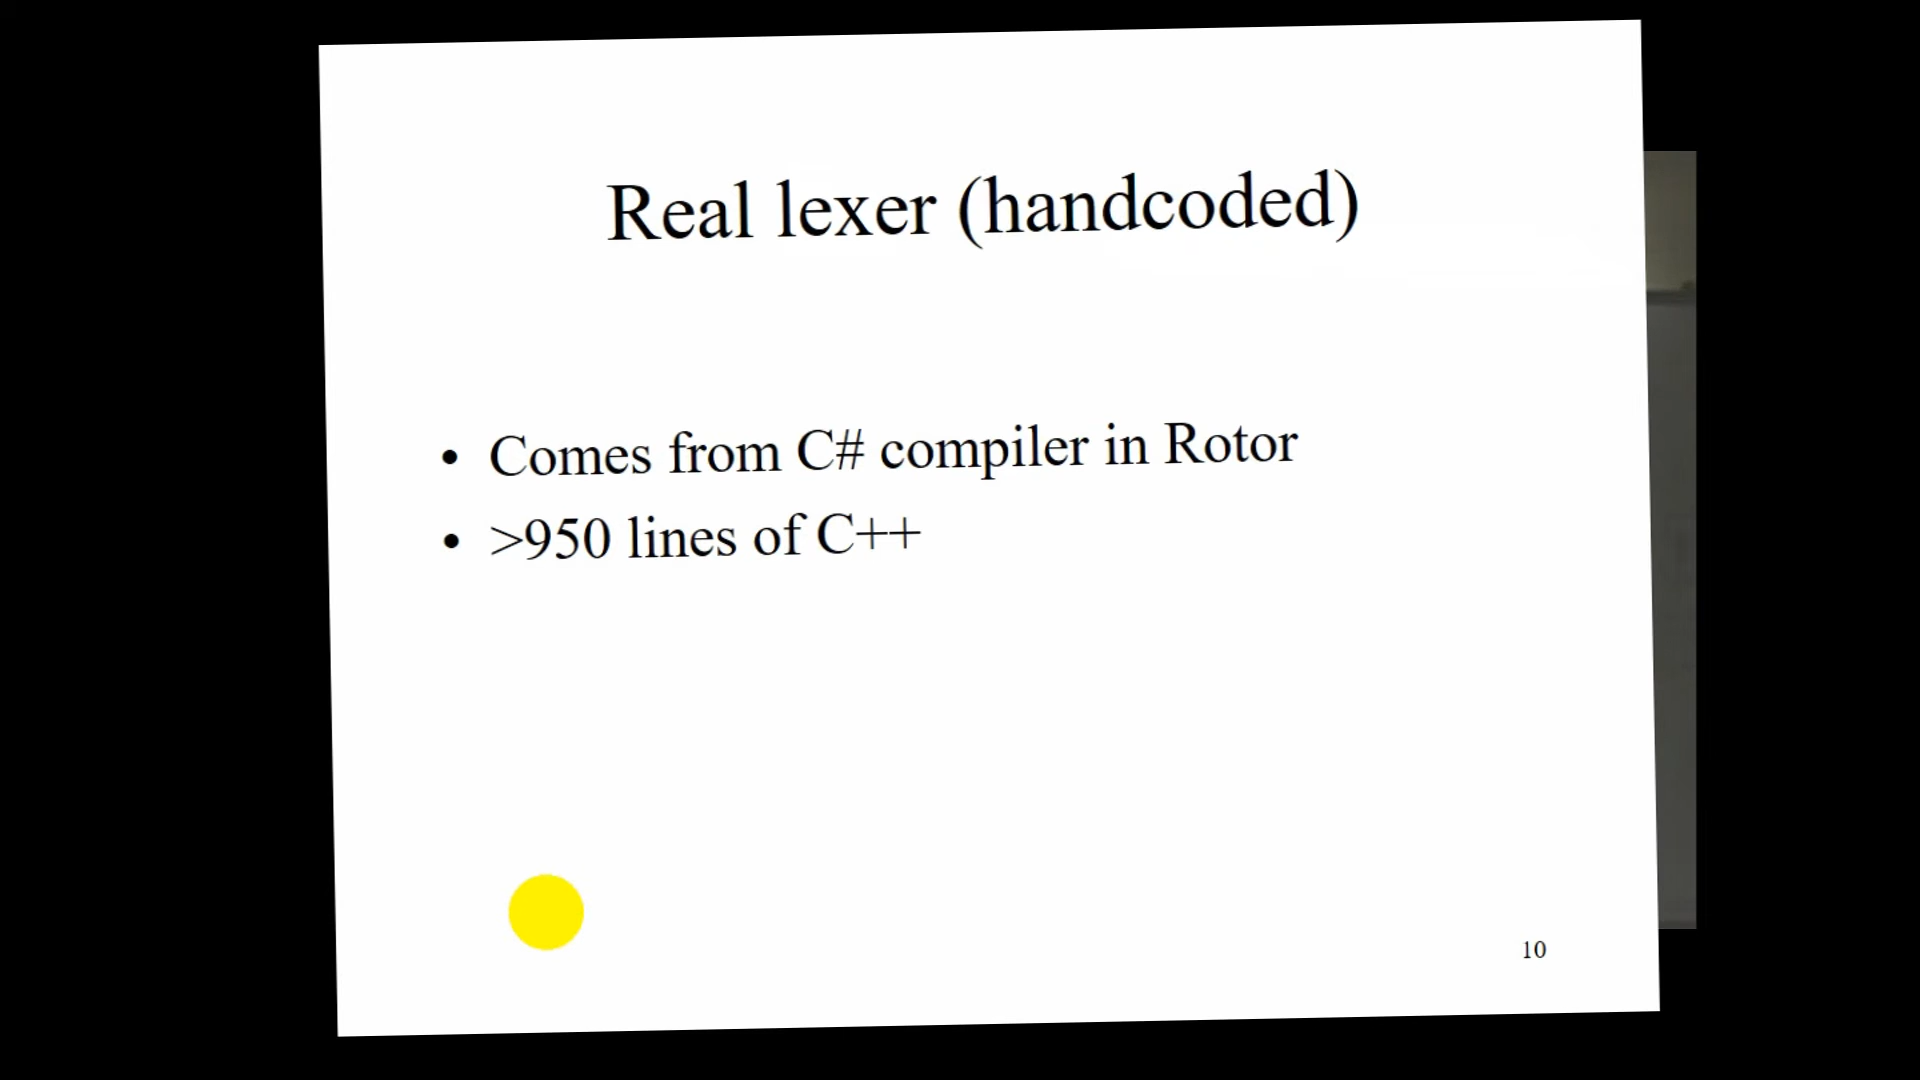 Real lexer (handcoded)
• Comes from C# compiler in Rotor
• >950 lines of C++
10